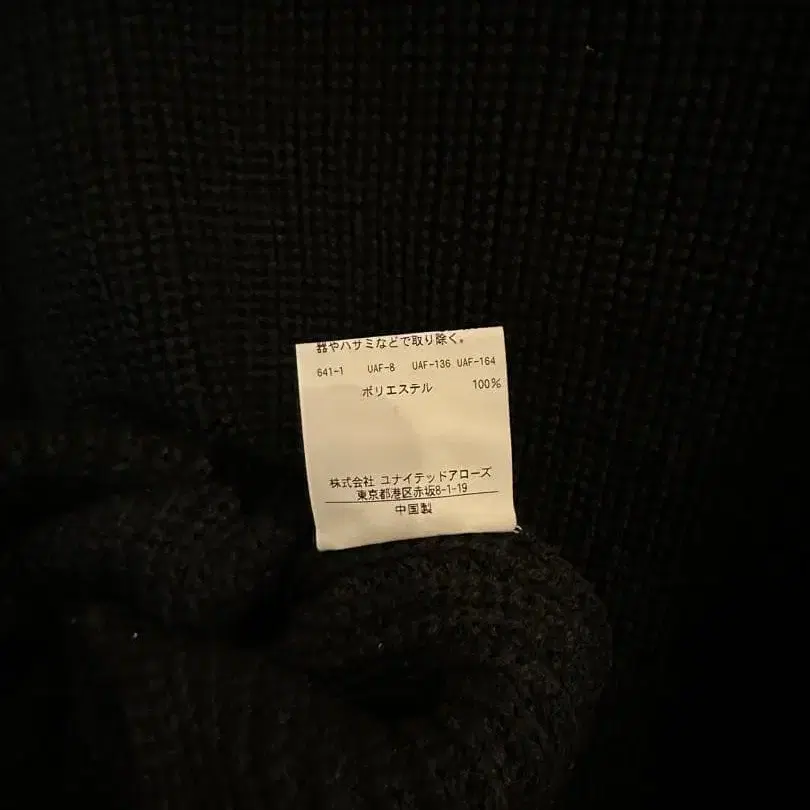 器やハサミなどで取り除く。
641-1 UAF-8 UAF-136 UAF-164
ポリエステル 100%
株式会社 ユナイテッドアローズ
東京都港区赤坂8-1-19
中国製